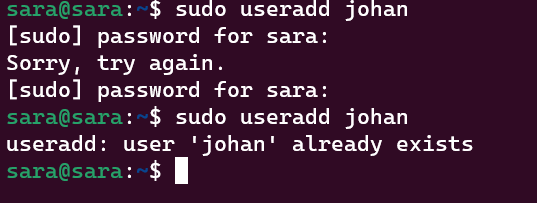 sara@sara:~$ sudo useradd johan
[sudo] password for sara:
Sorry, try again.
[sudo] password for sara:
sara@sara:~$ sudo useradd johan
useradd: user 'johan' already exists
sara@sara:~$